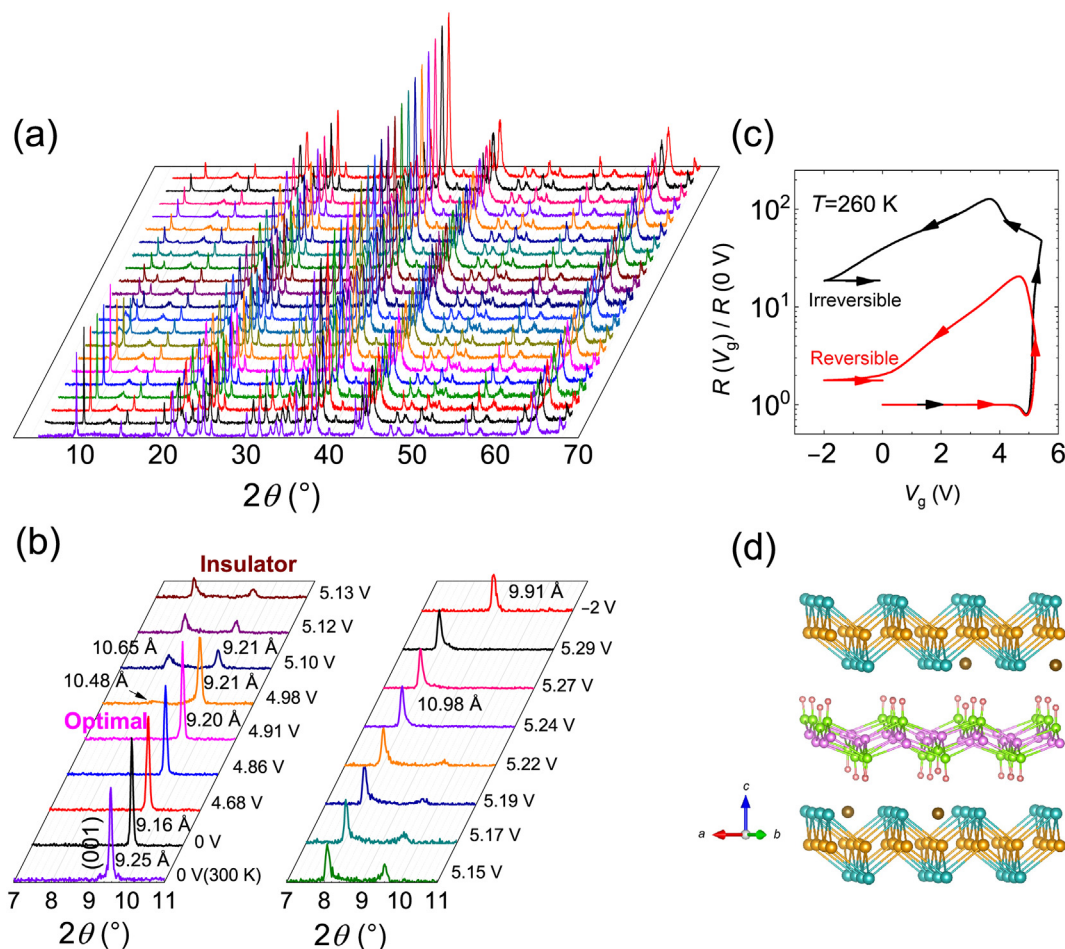 (a)
10 20 30 40 50 60 70
2θ (°)
(c)
T=260 K
Irreversible
Reversible
10²
10¹
10⁰
R (Vg) / R (0 V)
−2 0 2 4 6
Vg (V)
(b)
Insulator
5.13 V
5.12 V
10.65 Å 9.21 Å
5.10 V
10.48 Å 9.21 Å
4.98 V
Optimal 9.20 Å
4.91 V
4.86 V
4.68 V
9.16 Å
0 V
(001) 9.25 Å
0 V(300 K)
7 8 9 10 11
2θ (°)
9.91 Å
−2 V
5.29 V
5.27 V
10.98 Å
5.24 V
5.22 V
5.19 V
5.17 V
5.15 V
7 8 9 10 11
2θ (°)
(d)
c
a
b